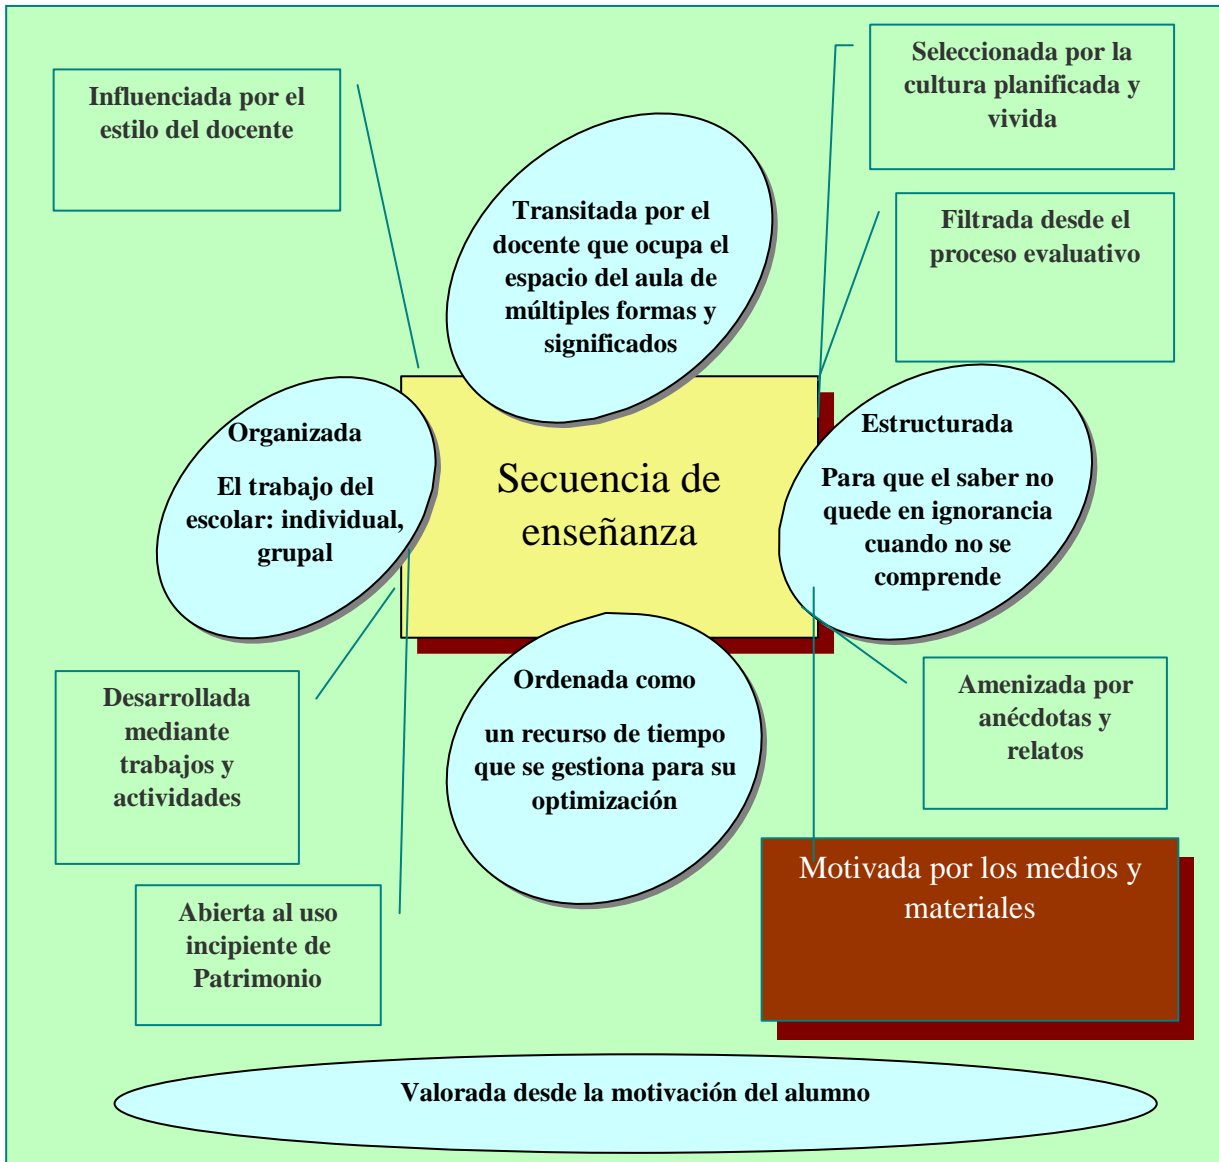 Influenciada por el
estilo del docente
Seleccionada por la
cultura planificada y
vivida
Transitada por el
docente que ocupa el
espacio del aula de
múltiples formas y
significados
Filtrada desde el
proceso evaluativo
Organizada
El trabajo del
escolar: individual,
grupal
Secuencia de
enseñanza
Estructurada
Para que el saber no
quede en ignorancia
cuando no se
comprende
Desarrollada
mediante
trabajos y
actividades
Ordenada como
un recurso de tiempo
que se gestiona para su
optimización
Amenizada por
anécdotas y
relatos
Abierta al uso
incipiente de
Patrimonio
Motivada por los medios y
materiales
Valorada desde la motivación del alumno